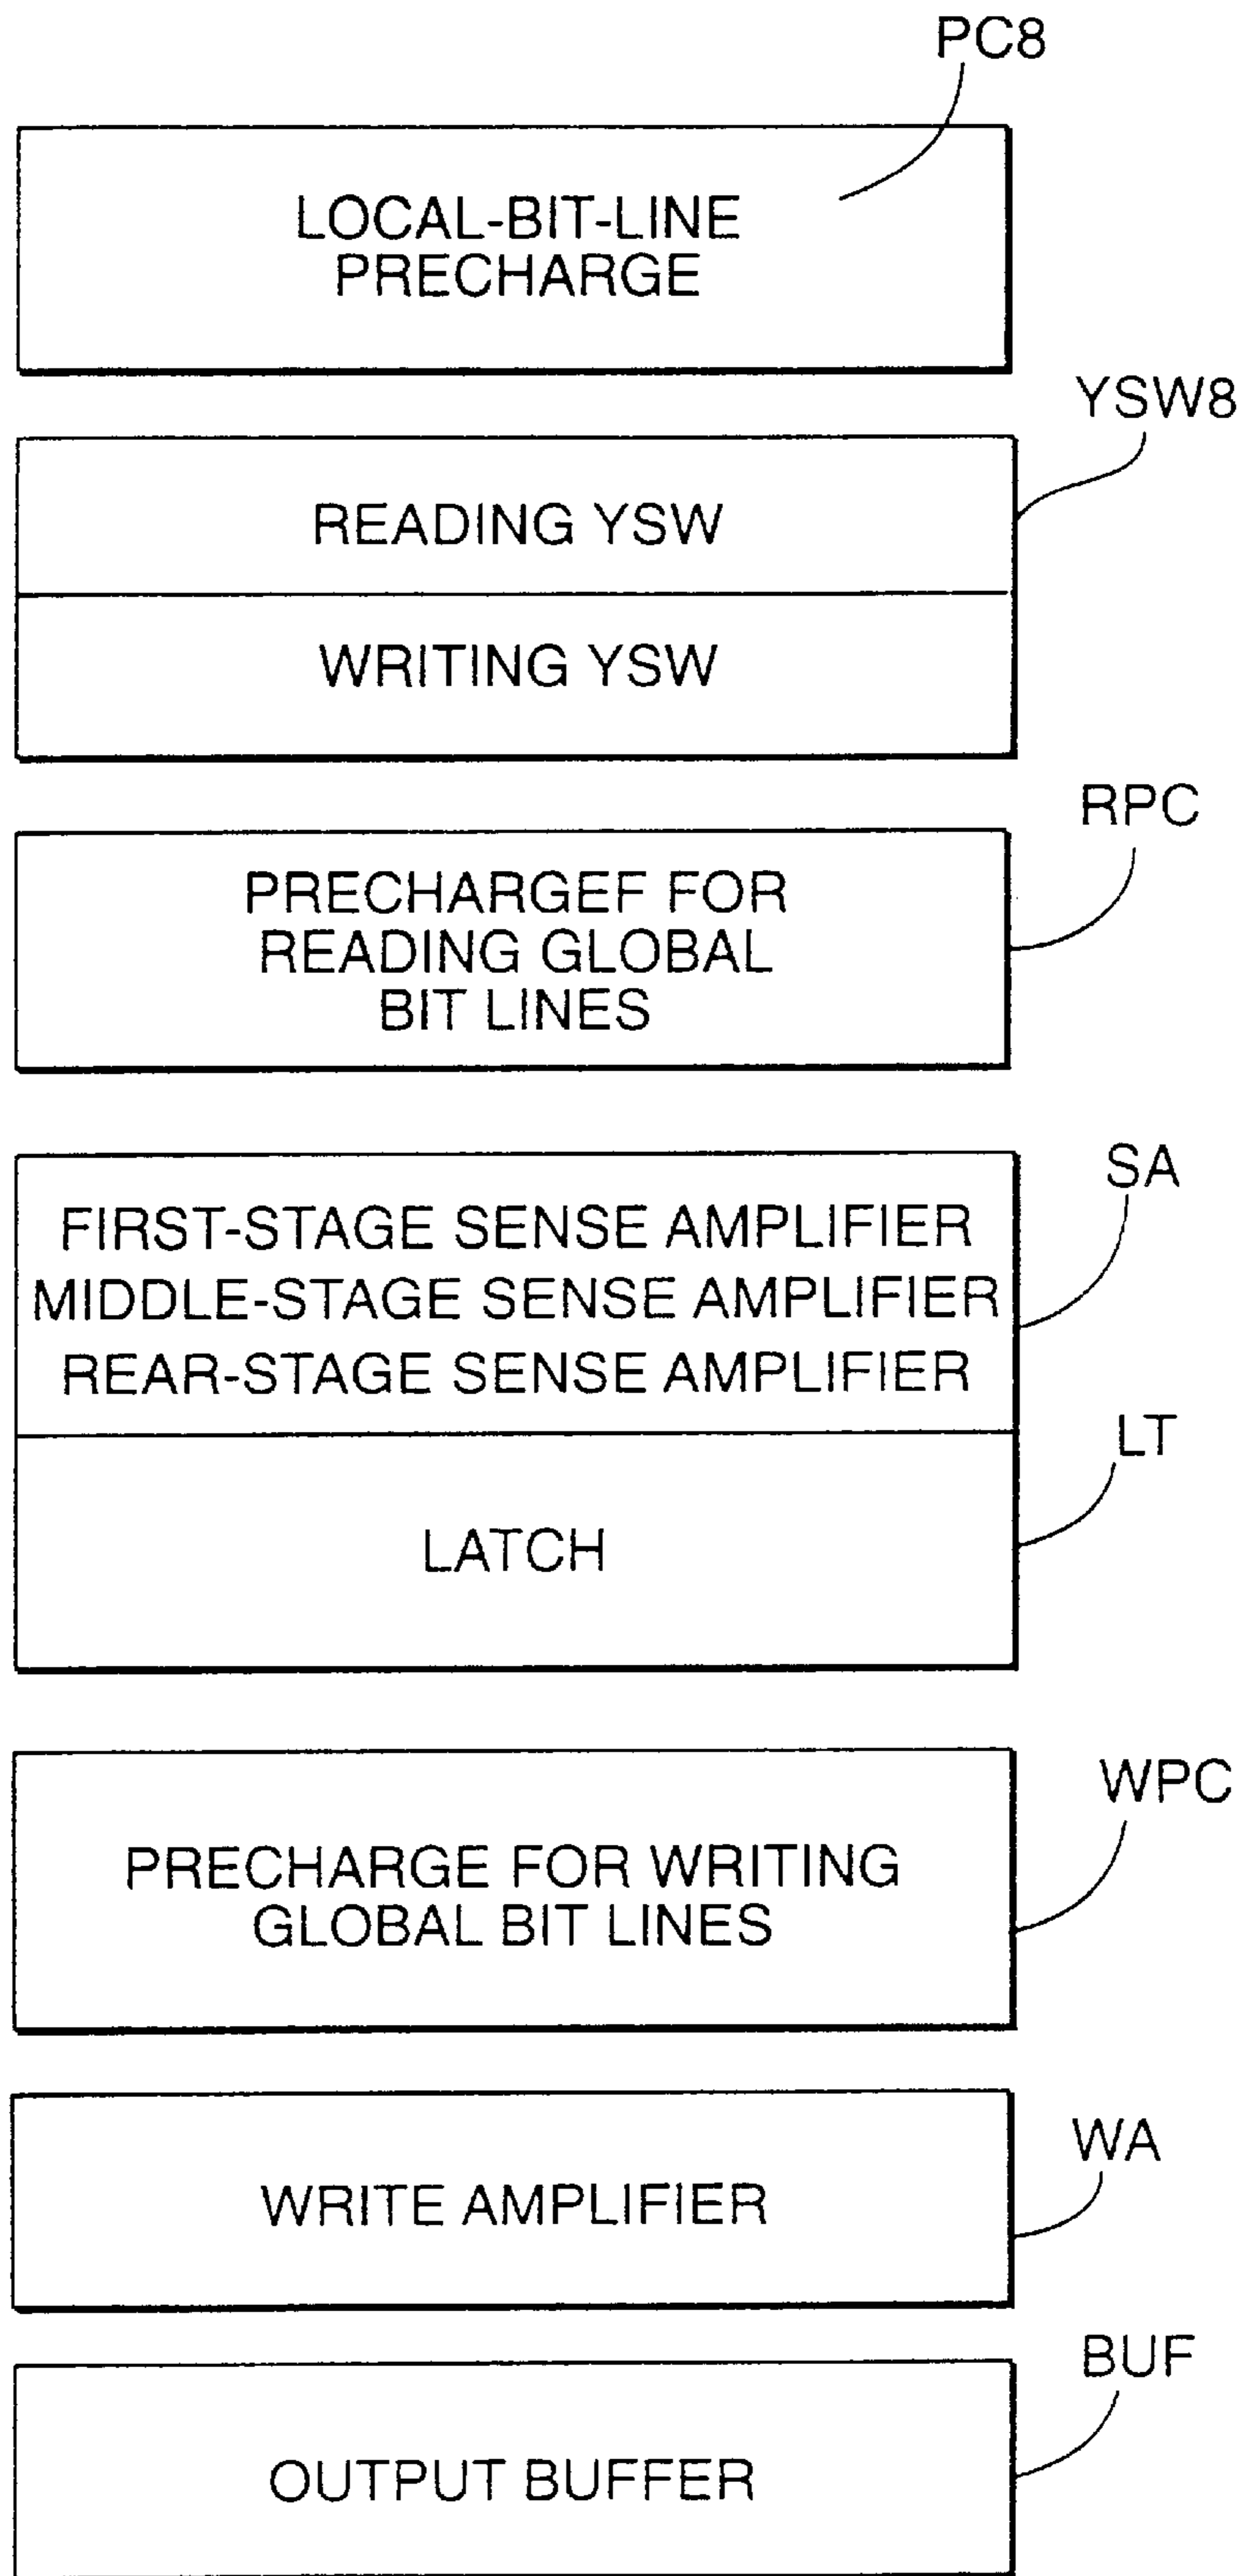 PC8
LOCAL-BIT-LINE
PRECHARGE
YSW8
READING YSW
WRITING YSW
RPC
PRECHARGEF FOR
READING GLOBAL
BIT LINES
SA
FIRST-STAGE SENSE AMPLIFIER
MIDDLE-STAGE SENSE AMPLIFIER
REAR-STAGE SENSE AMPLIFIER
LT
LATCH
WPC
PRECHARGE FOR WRITING
GLOBAL BIT LINES
WA
WRITE AMPLIFIER
BUF
OUTPUT BUFFER